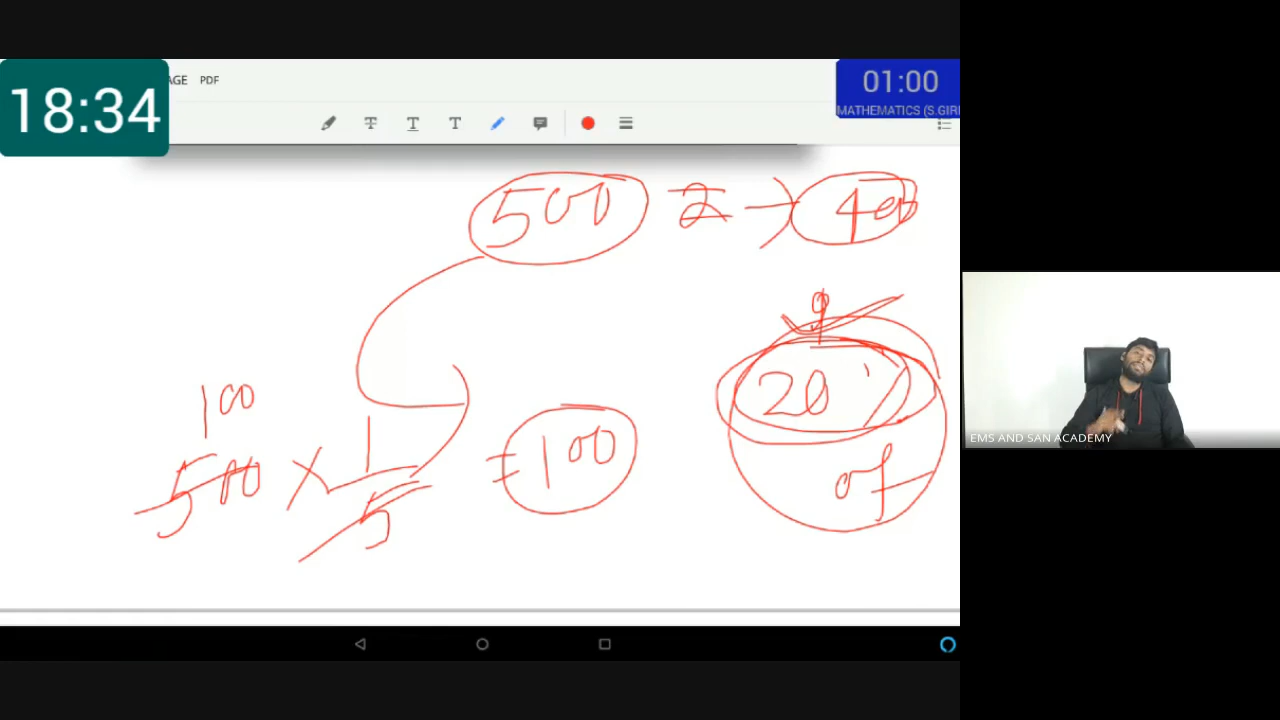 18:34
AGE PDF
01:00
MATHEMATICS (S.GIRI
500 → 400
20 %
of
100
500 × 1/5 = 100
EMS AND SAN ACADEMY